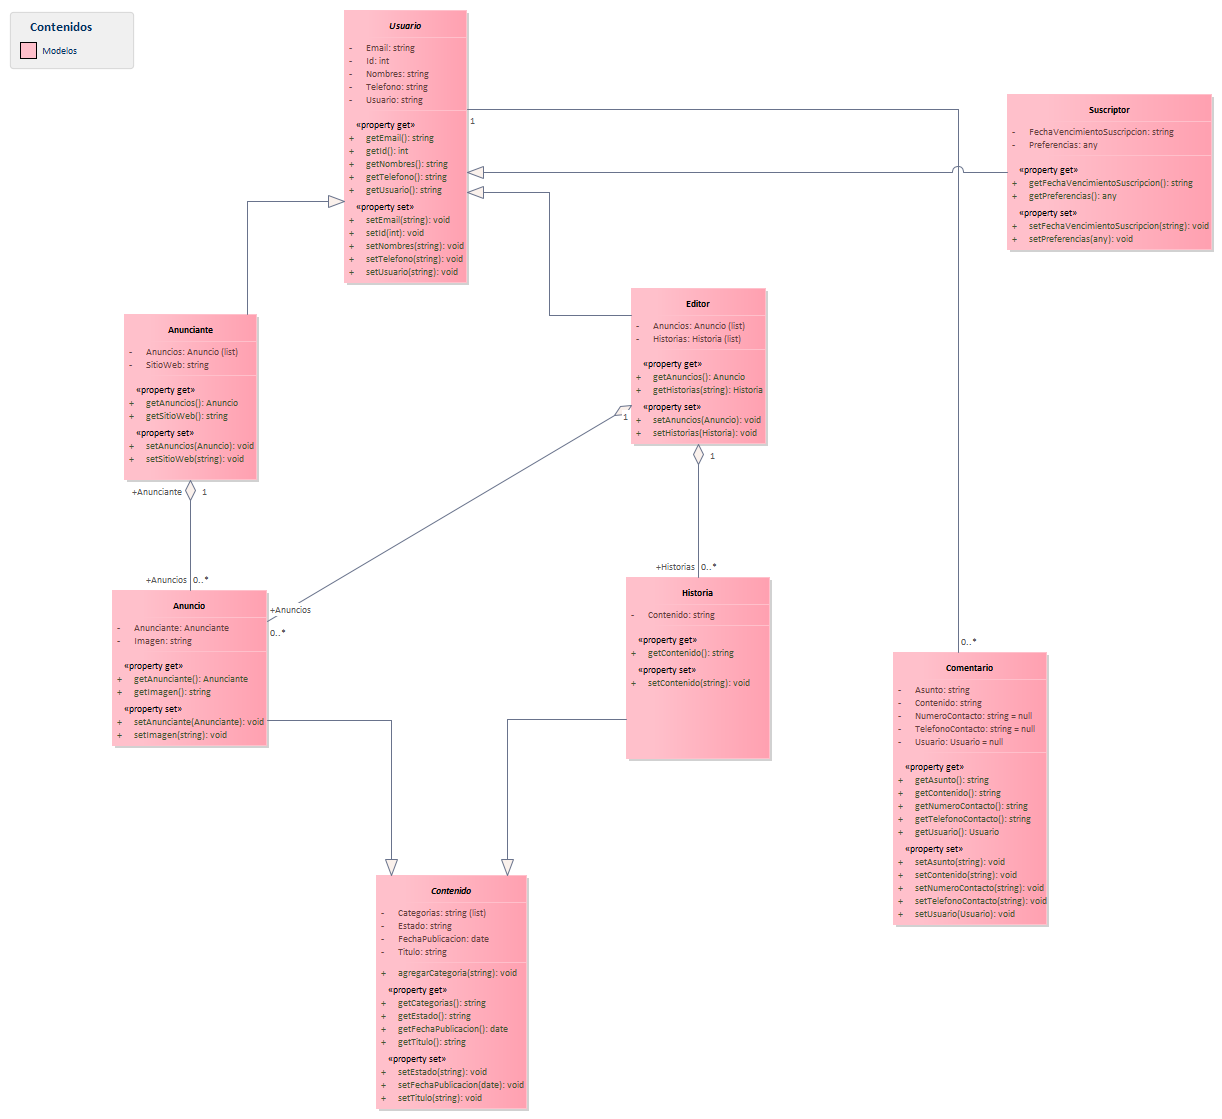 Contenidos
Modelos
Usuario
- Email: string
- Id: int
- Nombres: string
- Telefono: string
- Usuario: string
«property get»
+ getEmail(): string
+ getId(): int
+ getNombres(): string
+ getTelefono(): string
+ getUsuario(): string
«property set»
+ setEmail(string): void
+ setId(int): void
+ setNombres(string): void
+ setTelefono(string): void
+ setUsuario(string): void
1
Suscriptor
- FechaVencimientoSuscripcion: string
- Preferencias: any
«property get»
+ getFechaVencimientoSuscripcion(): string
+ getPreferencias(): any
«property set»
+ setFechaVencimientoSuscripcion(string): void
+ setPreferencias(any): void
Anunciante
- Anuncios: Anuncio (list)
- SitioWeb: string
«property get»
+ getAnuncios(): Anuncio
+ getSitioWeb(): string
«property set»
+ setAnuncios(Anuncio): void
+ setSitioWeb(string): void
+Anunciante 1
Editor
- Anuncios: Anuncio (list)
- Historias: Historia (list)
«property get»
+ getAnuncios(): Anuncio
+ getHistorias(string): Historia
«property set»
+ setAnuncios(Anuncio): void
+ setHistorias(Historia): void
1
1
+Anuncios 0..*
Anuncio
- Anunciante: Anunciante
- Imagen: string
«property get»
+ getAnunciante(): Anunciante
+ getImagen(): string
«property set»
+ setAnunciante(Anunciante): void
+ setImagen(string): void
+Anuncios
0..*
+Historias 0..*
Historia
- Contenido: string
«property get»
+ getContenido(): string
«property set»
+ setContenido(string): void
0..*
Comentario
- Asunto: string
- Contenido: string
- NumeroContacto: string = null
- TelefonoContacto: string = null
- Usuario: Usuario = null
«property get»
+ getAsunto(): string
+ getContenido(): string
+ getNumeroContacto(): string
+ getTelefonoContacto(): string
+ getUsuario(): Usuario
«property set»
+ setAsunto(string): void
+ setContenido(string): void
+ setNumeroContacto(string): void
+ setTelefonoContacto(string): void
+ setUsuario(Usuario): void
Contenido
- Categorias: string (list)
- Estado: string
- FechaPublicacion: date
- Titulo: string
+ agregarCategoria(string): void
«property get»
+ getCategorias(): string
+ getEstado(): string
+ getFechaPublicacion(): date
+ getTitulo(): string
«property set»
+ setEstado(string): void
+ setFechaPublicacion(date): void
+ setTitulo(string): void